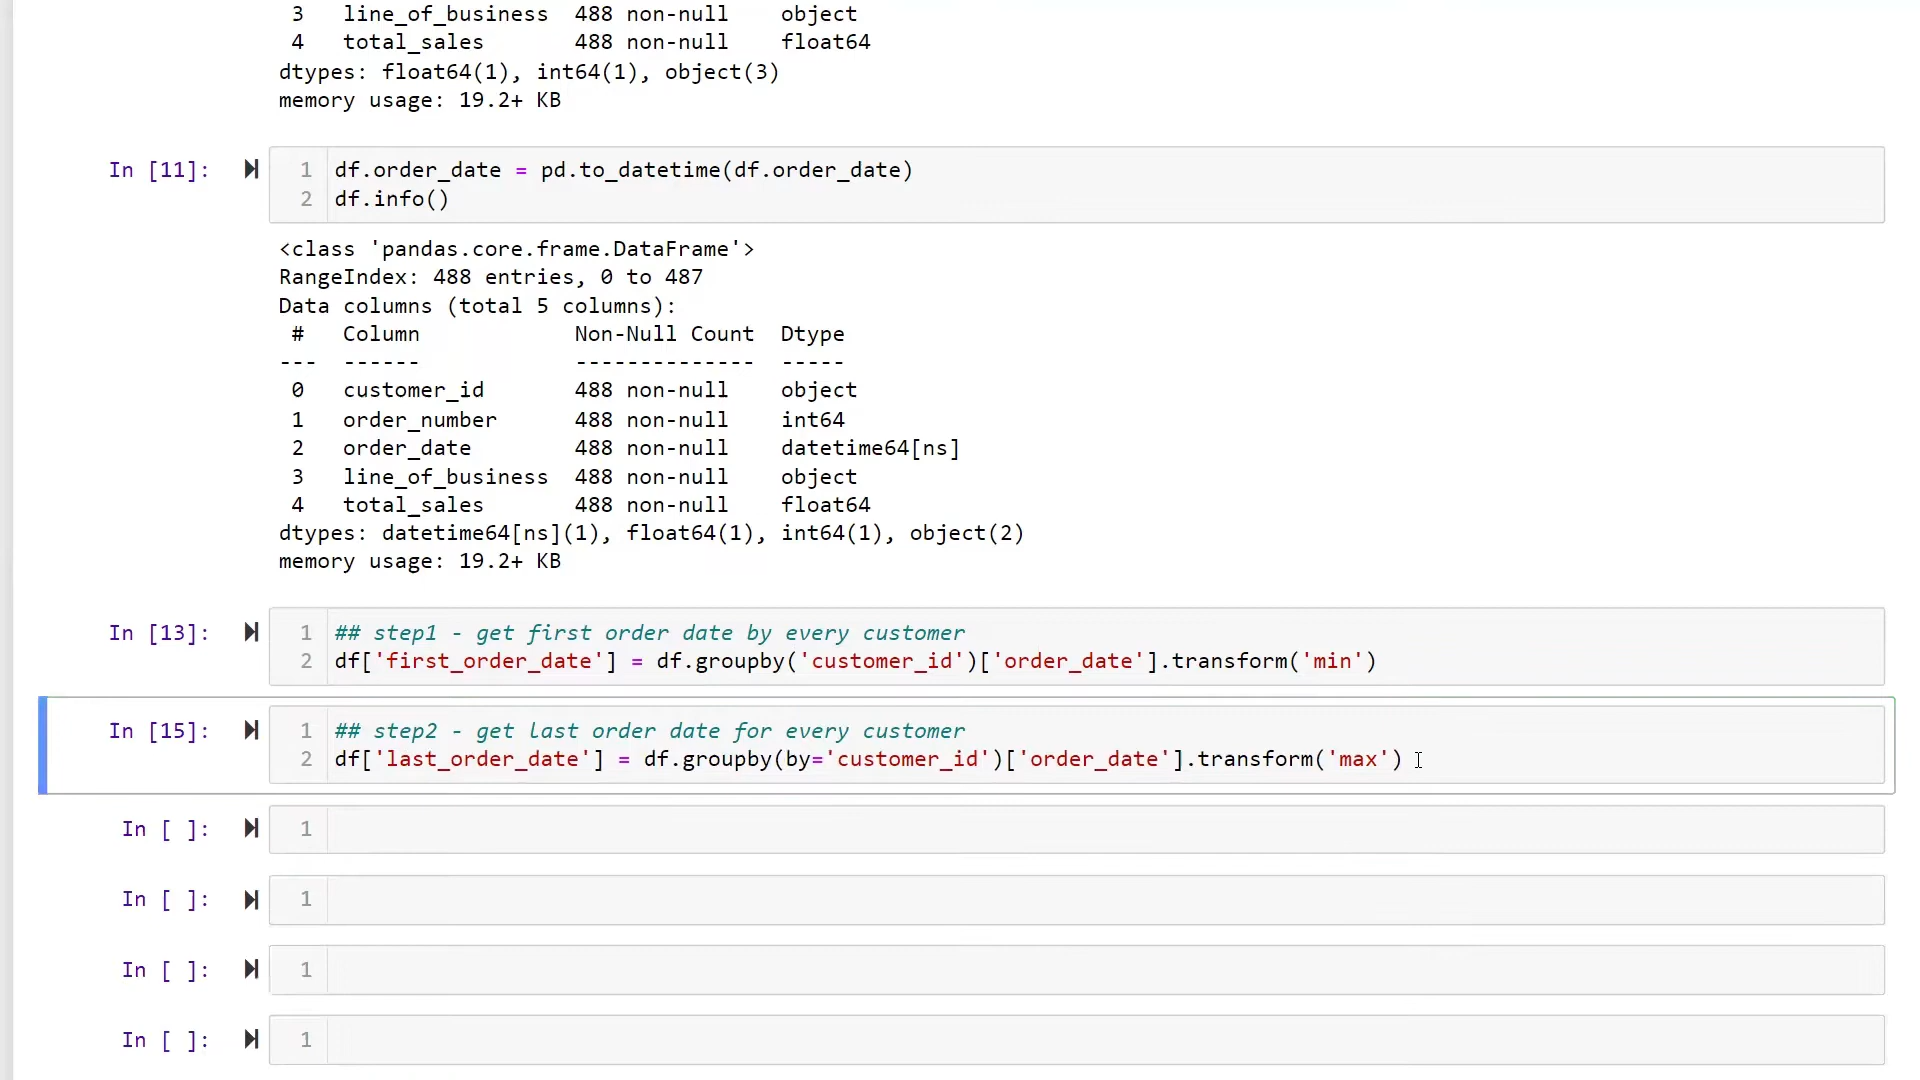 3 line_of_business 488 non-null object
4 total_sales 488 non-null float64
dtypes: float64(1), int64(1), object(3)
memory usage: 19.2+ KB
In [11]: 1 df.order_date = pd.to_datetime(df.order_date)
2 df.info()
<class 'pandas.core.frame.DataFrame'>
RangeIndex: 488 entries, 0 to 487
Data columns (total 5 columns):
# Column Non-Null Count Dtype
--- ------ -------------- -----
0 customer_id 488 non-null object
1 order_number 488 non-null int64
2 order_date 488 non-null datetime64[ns]
3 line_of_business 488 non-null object
4 total_sales 488 non-null float64
dtypes: datetime64[ns](1), float64(1), int64(1), object(2)
memory usage: 19.2+ KB
In [13]: 1 ## step1 - get first order date by every customer
2 df['first_order_date'] = df.groupby('customer_id')['order_date'].transform('min')
In [15]: 1 ## step2 - get last order date for every customer
2 df['last_order_date'] = df.groupby(by='customer_id')['order_date'].transform('max')
In [ ]: 1
In [ ]: 1
In [ ]: 1
In [ ]: 1